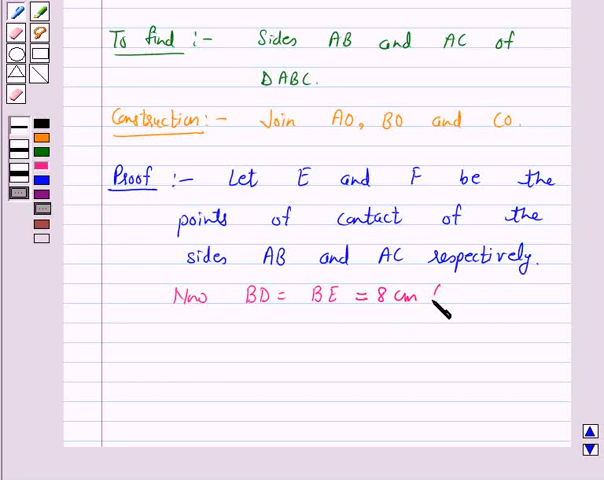 To find :- Sides AB and AC of
DABC.
Construction:- Join AO, BO and CO.
Proof :- Let E and F be the
points of contact of the
sides AB and AC respectively.
Now BD = BE = 8 cm (